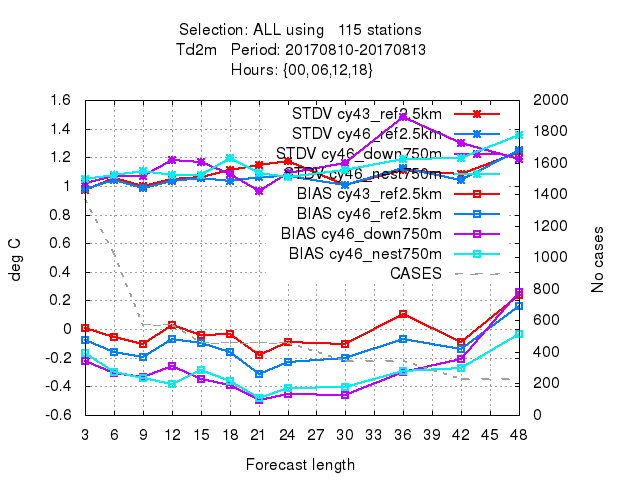 Selection: ALL using 115 stations
Td2m Period: 20170810-20170813
Hours: {00,06,12,18}
1.6
1.4
1.2
1
0.8
0.6
0.4
0.2
0
-0.2
-0.4
-0.6
deg C
STDV cy43_ref2.5km
STDV cy46_ref2.5km
STDV cy46_down750m
STDV cy46_nest750m
BIAS cy43_ref2.5km
BIAS cy46_ref2.5km
BIAS cy46_down750m
BIAS cy46_nest750m
CASES
2000
1800
1600
1400
1200
1000
800
600
400
200
0
No cases
3 6 9 12 15 18 21 24 27 30 33 36 39 42 45 48
Forecast length